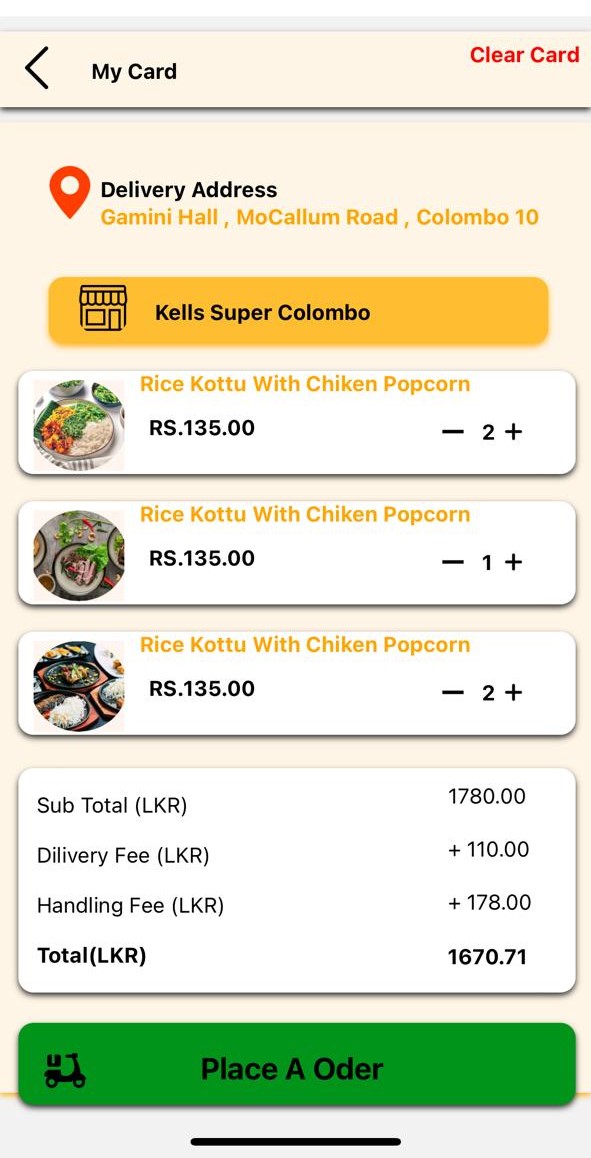 My Card
Clear Card
Delivery Address
Gamini Hall , MoCallum Road , Colombo 10
Kells Super Colombo
Rice Kottu With Chiken Popcorn
RS.135.00
— 2 +
Rice Kottu With Chiken Popcorn
RS.135.00
— 1 +
Rice Kottu With Chiken Popcorn
RS.135.00
— 2 +
Sub Total (LKR) 1780.00
Dilivery Fee (LKR) + 110.00
Handling Fee (LKR) + 178.00
Total(LKR) 1670.71
Place A Oder